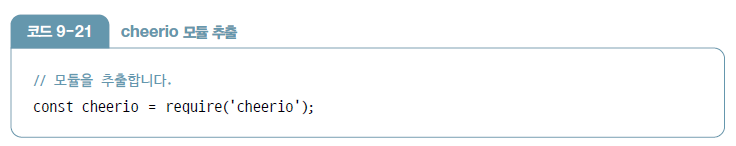 코드 9-21 cheerio 모듈 추출
// 모듈을 추출합니다.
const cheerio = require('cheerio');